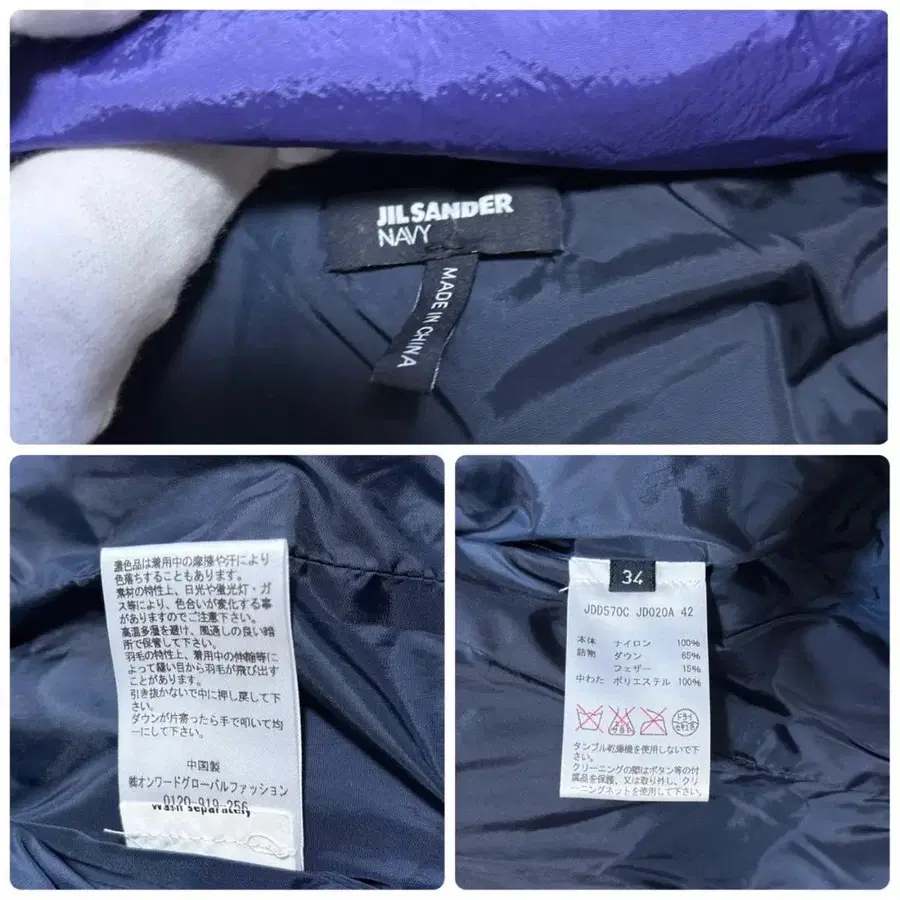 JIL SANDER
NAVY
MADE IN CHINA
濃色品は着用中の摩擦や汗により
色落ちすることもあります。
素材の特性上、日光や蛍光灯・ガ
ス等により、色合いが変化する事
がありますのでご注意下さい。
高温多湿を避け、風通しの良い場
所で保管して下さい。
羽毛の特性上、着用中の伸縮等に
よって縫い目から羽毛が飛び出す
ことがあります。
引き抜かないで中に押し戻して下
さい。
ダウンが片寄ったら手で叩いて均
一にして下さい。
中国製
㈱オンワードグローバルファッション
0120-919-256
Wash separately
34
JDD570C JD020A 42
本体 ナイロン 100%
詰物 ダウン 85%
フェザー 15%
中わた ポリエステル 100%
ドライ
セキユ系
タンブル乾燥機を使用しないで下
さい。
クリーニングの際はボタン等の付
属品を保護、又は取り外し、クリ
ーニングネットを使用して下さい。